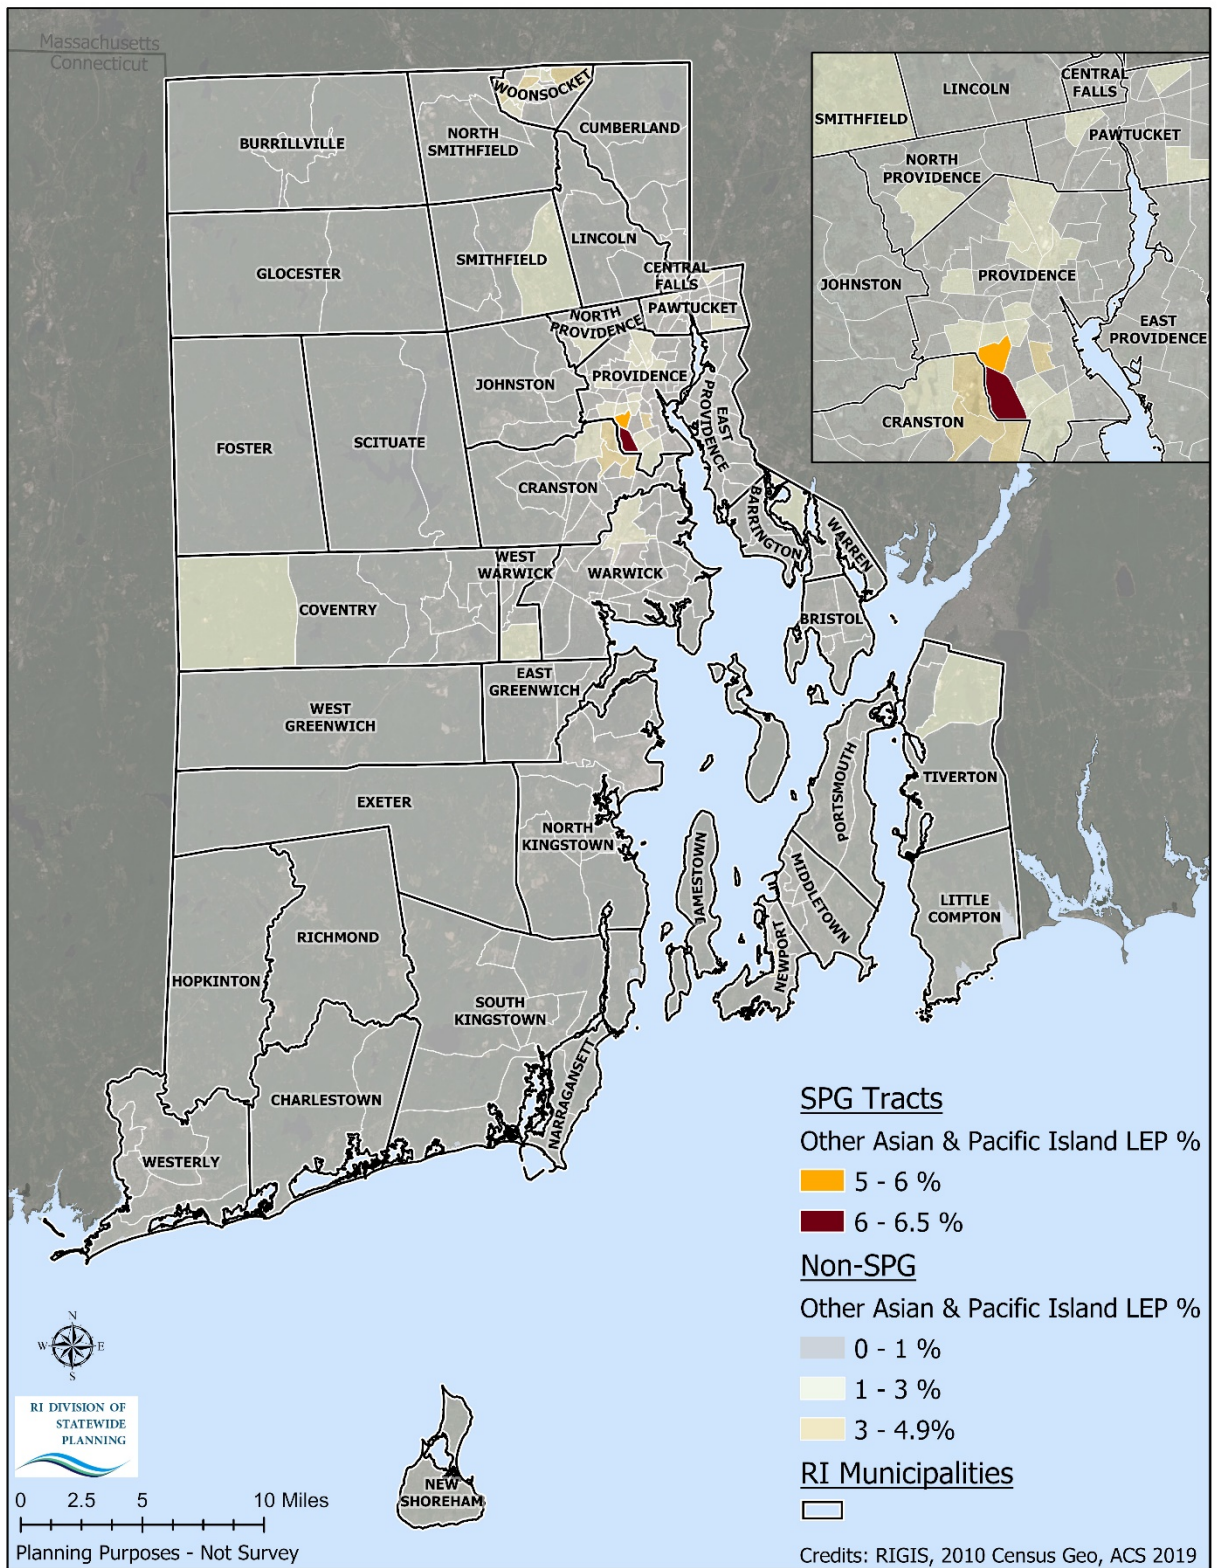 Massachusetts
Connecticut
WOONSOCKET
BURRILLVILLE
NORTH
SMITHFIELD
CUMBERLAND
GLOCESTER
SMITHFIELD
LINCOLN
CENTRAL
FALLS
NORTH
PROVIDENCE
PAWTUCKET
JOHNSTON
PROVIDENCE
EAST
PROVIDENCE
FOSTER
SCITUATE
CRANSTON
BARRINGTON
WARREN
WEST
WARWICK
WARWICK
COVENTRY
BRISTOL
EAST
GREENWICH
WEST
GREENWICH
TIVERTON
PORTSMOUTH
EXETER
NORTH
KINGSTOWN
JAMESTOWN
MIDDLETOWN
LITTLE
COMPTON
RICHMOND
NEWPORT
HOPKINTON
SOUTH
KINGSTOWN
NARRAGANSETT
CHARLESTOWN
WESTERLY
NEW
SHOREHAM
SMITHFIELD
LINCOLN
CENTRAL
FALLS
PAWTUCKET
NORTH
PROVIDENCE
JOHNSTON
PROVIDENCE
EAST
PROVIDENCE
CRANSTON
SPG Tracts
Other Asian & Pacific Island LEP %
5 - 6 %
6 - 6.5 %
Non-SPG
Other Asian & Pacific Island LEP %
0 - 1 %
1 - 3 %
3 - 4.9%
RI Municipalities
Credits: RIGIS, 2010 Census Geo, ACS 2019
N
W E
S
RI DIVISION OF
STATEWIDE
PLANNING
0 2.5 5 10 Miles
Planning Purposes - Not Survey